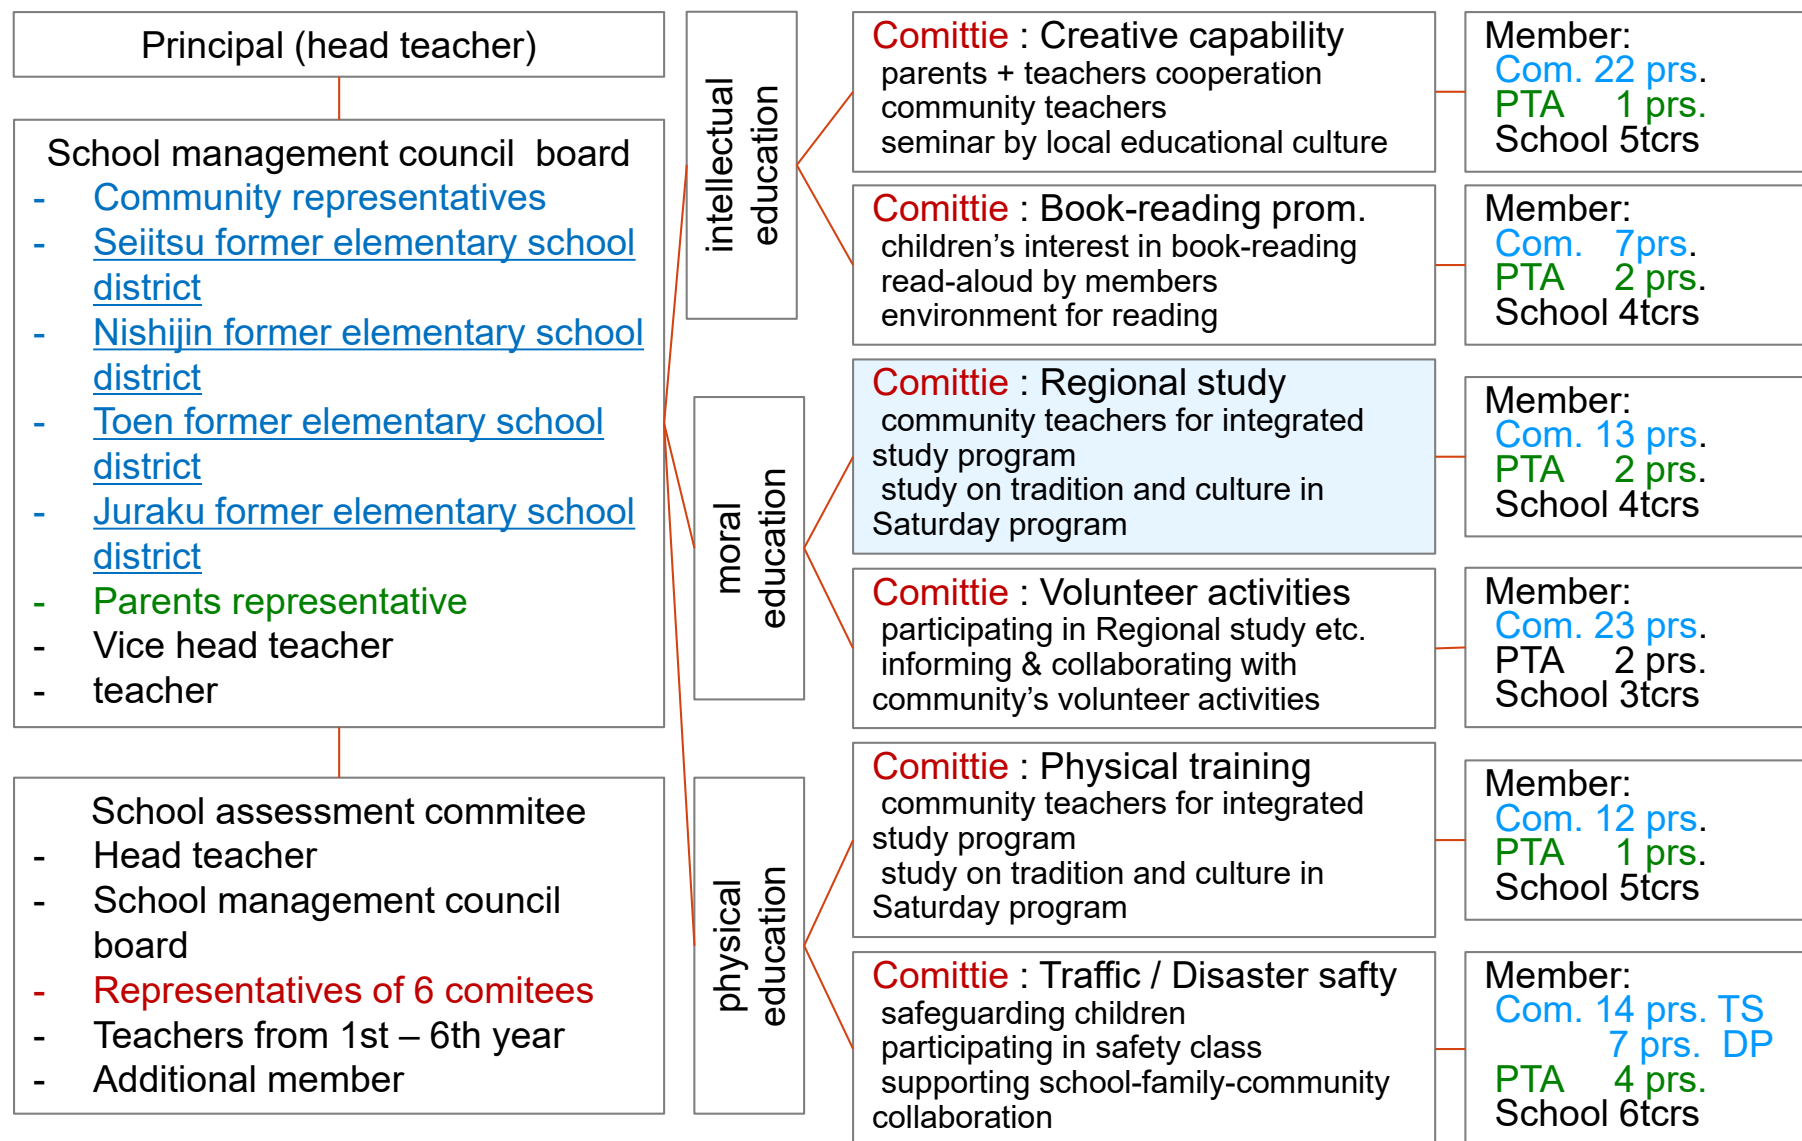 Principal (head teacher)
School management council board
- Community representatives
- Seiitsu former elementary school
district
- Nishijin former elementary school
district
- Toen former elementary school
district
- Juraku former elementary school
district
- Parents representative
- Vice head teacher
- teacher
School assessment commitee
- Head teacher
- School management council
board
- Representatives of 6 comitees
- Teachers from 1st – 6th year
- Additional member
intellectual
education
moral
education
physical
education
Comittie : Creative capability
parents + teachers cooperation
community teachers
seminar by local educational culture
Member:
Com. 22 prs.
PTA 1 prs.
School 5tcrs
Comittie : Book-reading prom.
children’s interest in book-reading
read-aloud by members
environment for reading
Member:
Com. 7prs.
PTA 2 prs.
School 4tcrs
Comittie : Regional study
community teachers for integrated
study program
study on tradition and culture in
Saturday program
Member:
Com. 13 prs.
PTA 2 prs.
School 4tcrs
Comittie : Volunteer activities
participating in Regional study etc.
informing & collaborating with
community’s volunteer activities
Member:
Com. 23 prs.
PTA 2 prs.
School 3tcrs
Comittie : Physical training
community teachers for integrated
study program
study on tradition and culture in
Saturday program
Member:
Com. 12 prs.
PTA 1 prs.
School 5tcrs
Comittie : Traffic / Disaster safty
safeguarding children
participating in safety class
supporting school-family-community
collaboration
Member:
Com. 14 prs. TS
7 prs. DP
PTA 4 prs.
School 6tcrs